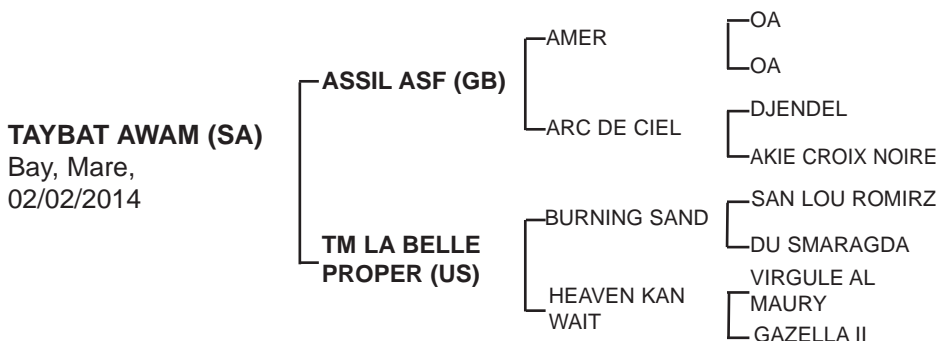 TAYBAT AWAM (SA)
Bay, Mare,
02/02/2014
ASSIL ASF (GB)
TM LA BELLE
PROPER (US)
AMER
ARC DE CIEL
BURNING SAND
HEAVEN KAN
WAIT
OA
OA
DJENDEL
AKIE CROIX NOIRE
SAN LOU ROMIRZ
DU SMARAGDA
VIRGULE AL
MAURY
GAZELLA II